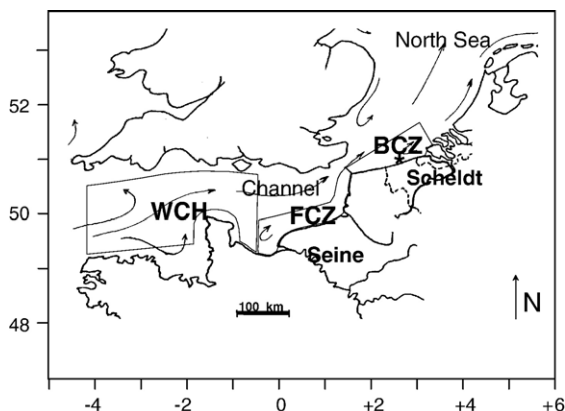 North Sea
52
BCZ
Scheldt
Channel
WCH
FCZ
50
Seine
100 km
N
48
-4
-2
0
+2
+4
+6